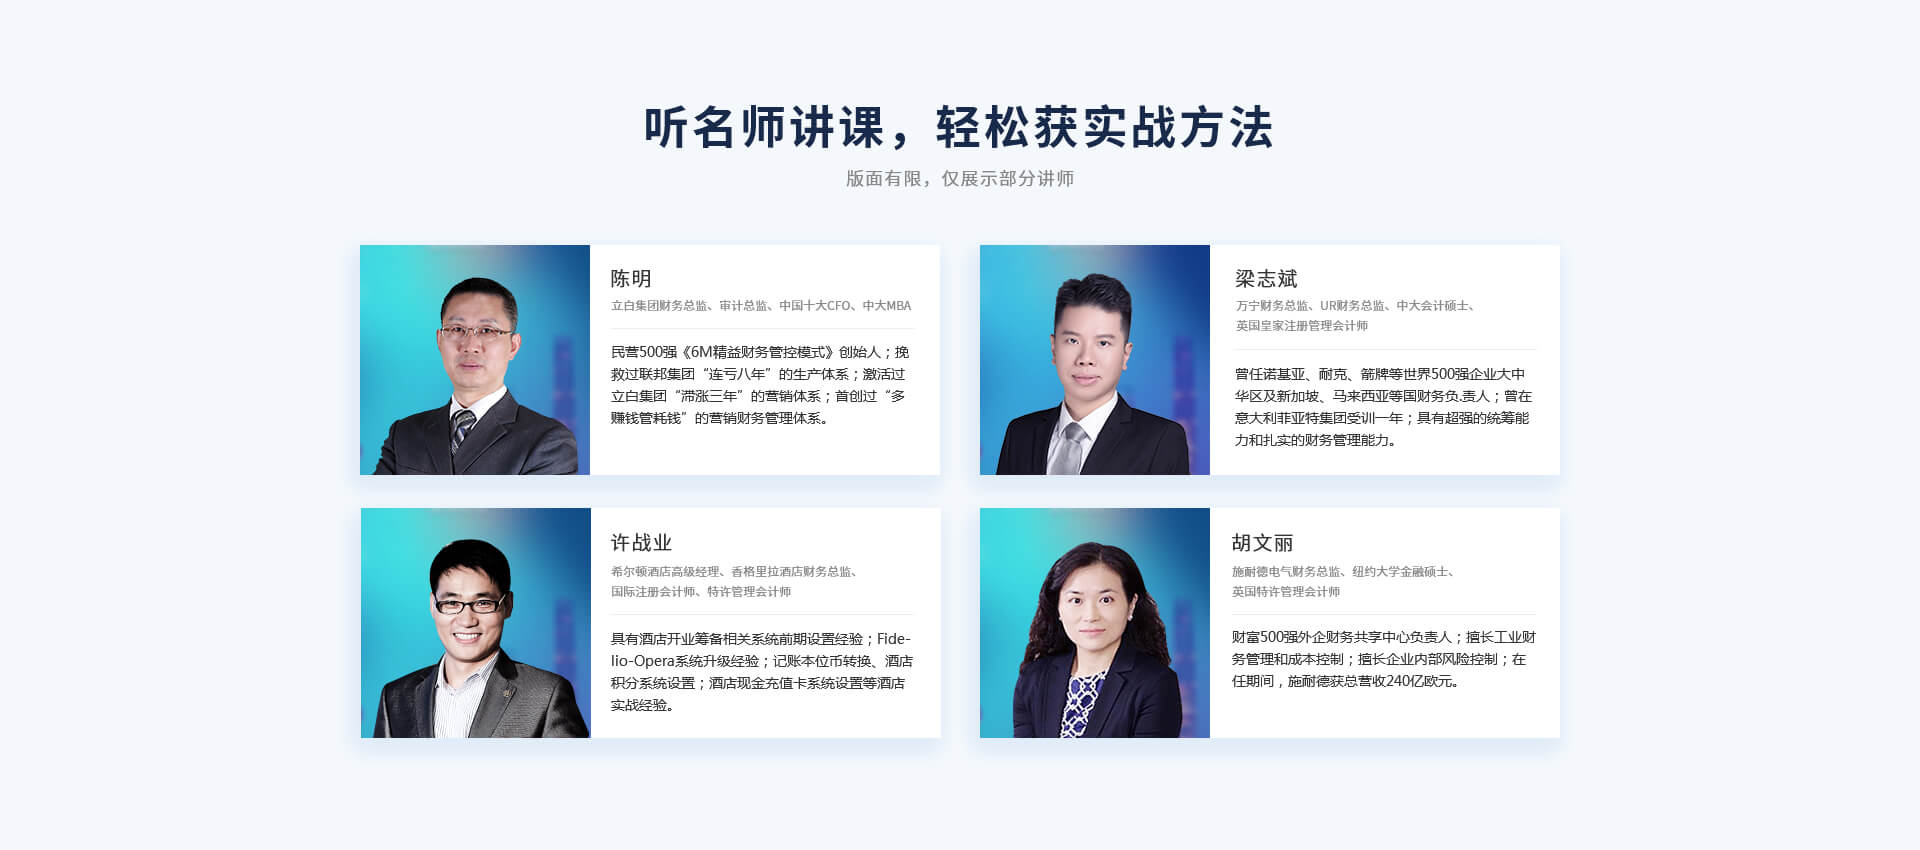 听名师讲课，轻松获实战方法
版面有限，仅展示部分讲师
陈明
立白集团财务总监、审计总监、中国十大CFO、中大MBA
民营500强《6M精益财务管控模式》创始人；挽
救过联邦集团“连亏八年”的生产体系；激活过
立白集团“滞涨三年”的营销体系；首创过“多
赚钱管耗钱”的营销财务管理体系。
梁志斌
万宁财务总监、UR财务总监、中大会计硕士、
英国皇家注册管理会计师
曾任诺基亚、耐克、箭牌等世界500强企业大中
华区及新加坡、马来西亚等国财务负.责人；曾在
意大利菲亚特集团受训一年；具有超强的统筹能
力和扎实的财务管理能力。
许战业
希尔顿酒店高级经理、香格里拉酒店财务总监、
国际注册会计师、特许管理会计师
具有酒店开业筹备相关系统前期设置经验；Fide-
lio-Opera系统升级经验；记账本位币转换、酒店
积分系统设置；酒店现金充值卡系统设置等酒店
实战经验。
胡文丽
施耐德电气财务总监、纽约大学金融硕士、
英国特许管理会计师
财富500强外企财务共享中心负责人；擅长工业财
务管理和成本控制；擅长企业内部风险控制；在
任期间，施耐德获总营收240亿欧元。